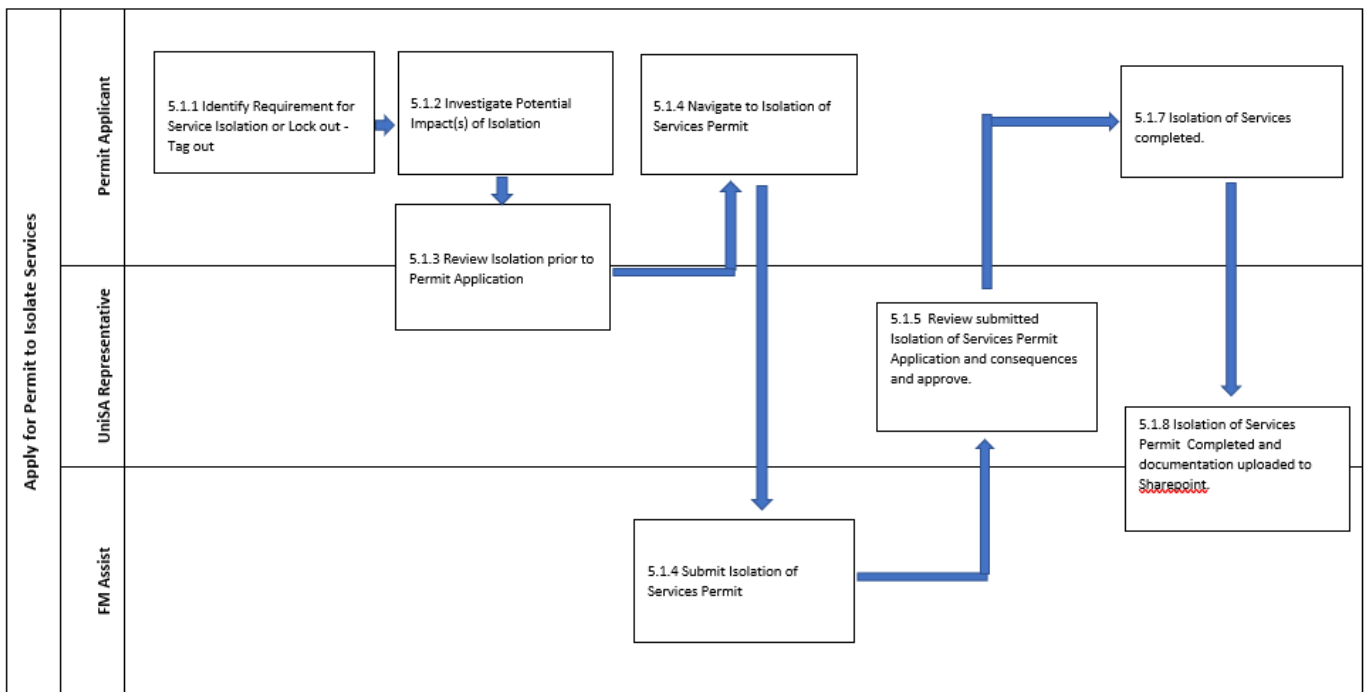 Apply for Permit to Isolate Services
Permit Applicant
5.1.1 Identify Requirement for
Service Isolation or Lock out -
Tag out
5.1.2 Investigate Potential
Impact(s) of Isolation
5.1.3 Review Isolation prior to
Permit Application
5.1.4 Navigate to Isolation of
Services Permit
5.1.7 Isolation of Services
completed.
UniSA Representative
5.1.5 Review submitted
Isolation of Services Permit
Application and consequences
and approve.
5.1.8 Isolation of Services
Permit Completed and
documentation uploaded to
Sharepoint.
FM Assist
5.1.4 Submit Isolation of
Services Permit